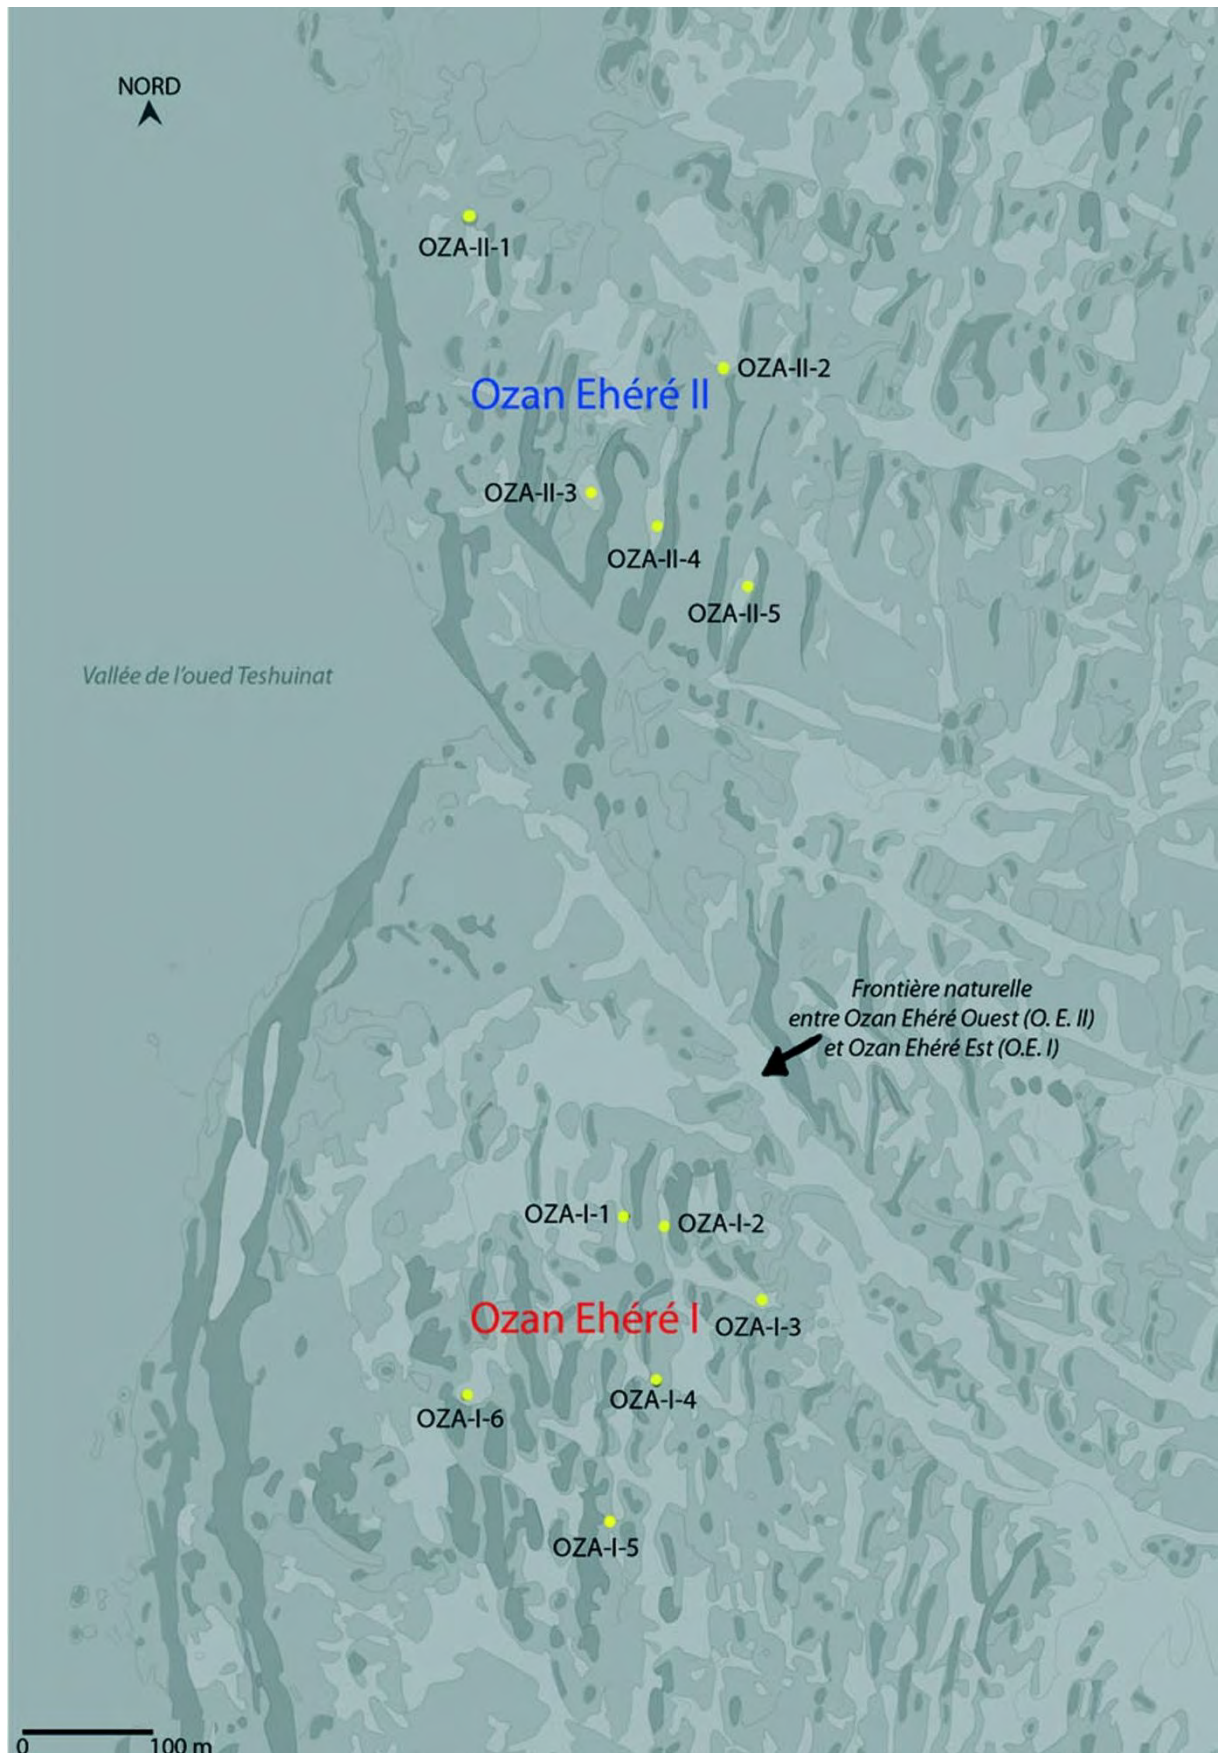 NORD
OZA-II-1
OZA-II-2
Ozan Ehéré II
OZA-II-3
OZA-II-4
OZA-II-5
Vallée de l'oued Teshuinat
Frontière naturelle
entre Ozan Ehéré Ouest (O. E. II)
et Ozan Ehéré Est (O.E. I)
OZA-I-1
OZA-I-2
Ozan Ehéré I
OZA-I-3
OZA-I-4
OZA-I-6
OZA-I-5
0 100 m